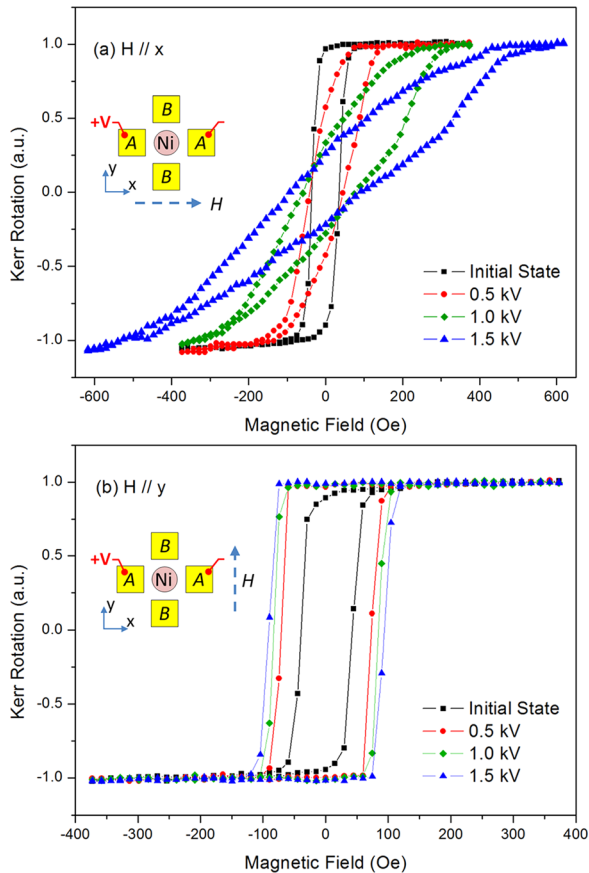 (a) H // x
B
+V
A
Ni
A
B
y
x
H
Initial State
0.5 kV
1.0 kV
1.5 kV
1.0
0.5
0.0
-0.5
-1.0
Kerr Rotation (a.u.)
-600 -400 -200 0 200 400 600
Magnetic Field (Oe)
(b) H // y
B
+V
A
Ni
A
H
B
y
x
Initial State
0.5 kV
1.0 kV
1.5 kV
1.0
0.5
0.0
-0.5
-1.0
Kerr Rotation (a.u.)
-400 -300 -200 -100 0 100 200 300 400
Magnetic Field (Oe)